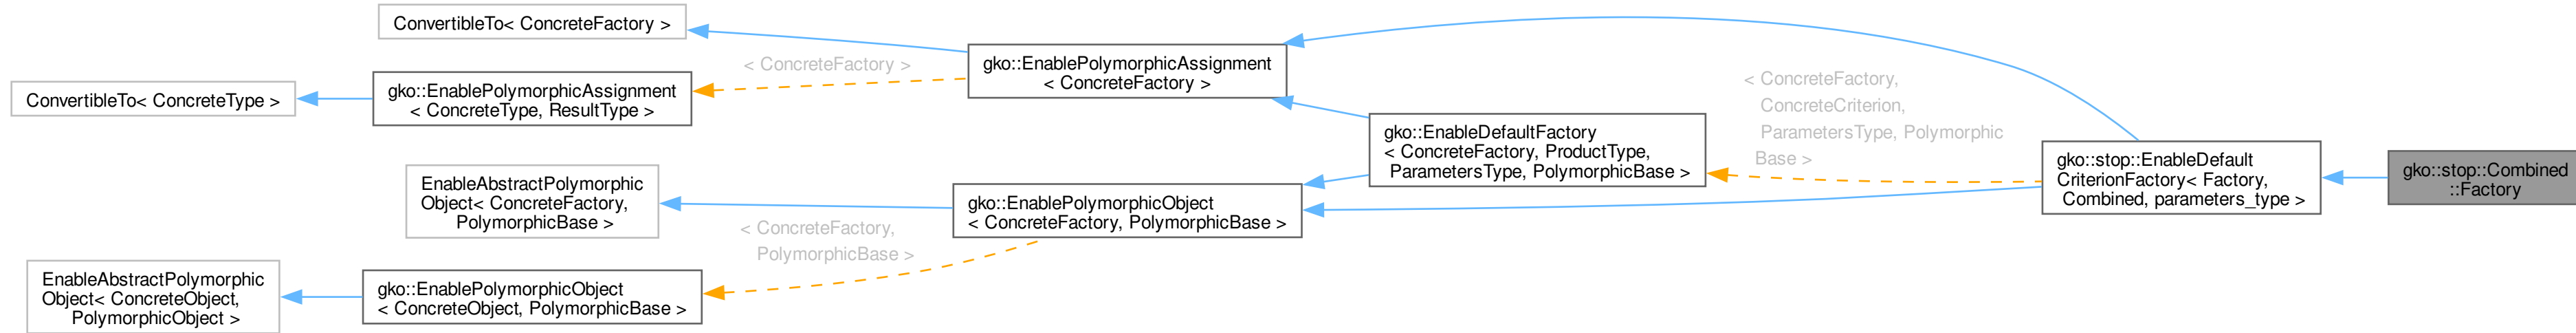 ConvertibleTo< ConcreteFactory >
ConvertibleTo< ConcreteType >
gko::EnablePolymorphicAssignment
< ConcreteType, ResultType >
< ConcreteFactory >
gko::EnablePolymorphicAssignment
< ConcreteFactory >
EnableAbstractPolymorphic
Object< ConcreteFactory,
PolymorphicBase >
EnableAbstractPolymorphic
Object< ConcreteObject,
PolymorphicObject >
gko::EnablePolymorphicObject
< ConcreteObject, PolymorphicBase >
< ConcreteFactory,
PolymorphicBase >
gko::EnablePolymorphicObject
< ConcreteFactory, PolymorphicBase >
gko::EnableDefaultFactory
< ConcreteFactory, ProductType,
ParametersType, PolymorphicBase >
< ConcreteFactory,
ConcreteCriterion,
ParametersType, Polymorphic
Base >
gko::stop::EnableDefault
CriterionFactory< Factory,
Combined, parameters_type >
gko::stop::Combined
::Factory